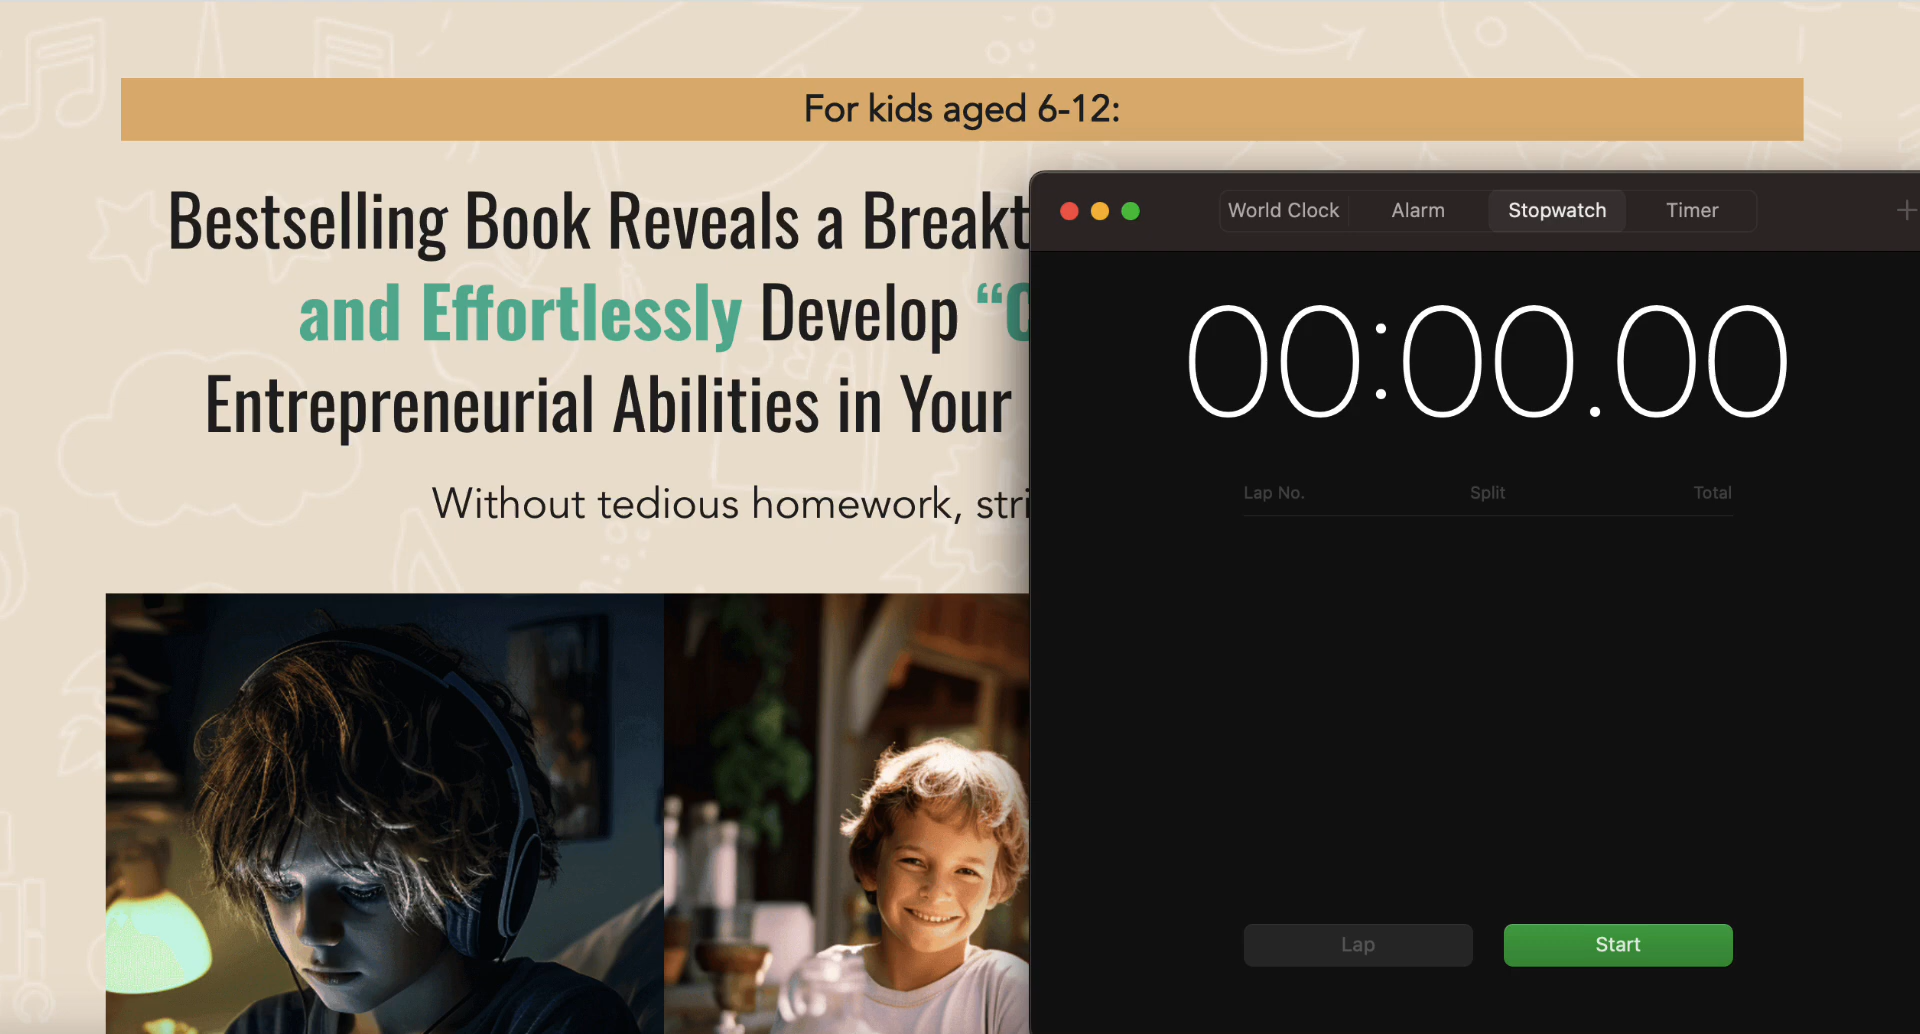 For kids aged 6-12:
Bestselling Book Reveals a Breakt
and Effortlessly Develop “C
Entrepreneurial Abilities in Your
Without tedious homework, stri
World Clock Alarm Stopwatch Timer
00:00.00
Lap No. Split Total
Lap Start